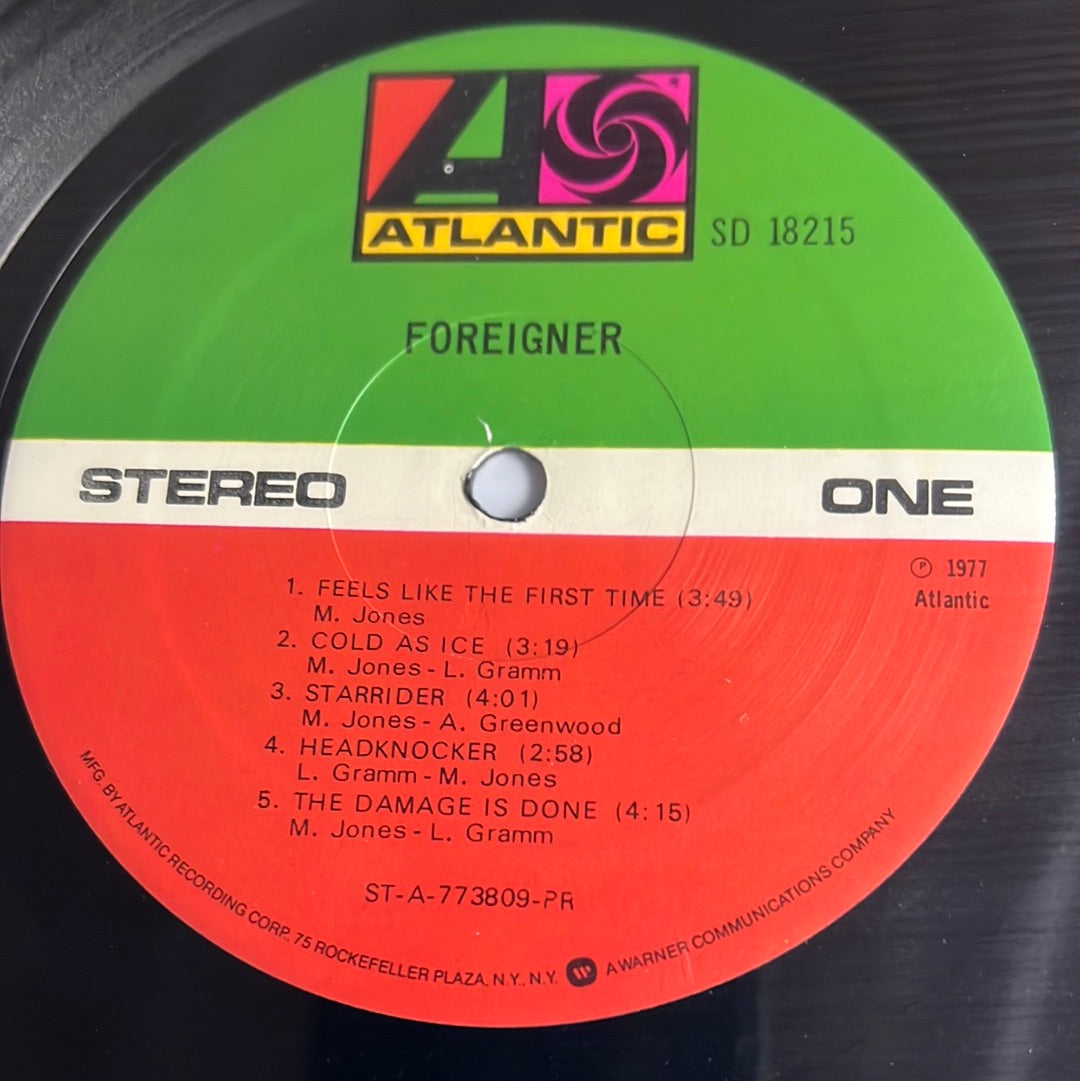 ATLANTIC
SD 18215
FOREIGNER
STEREO
ONE
℗ 1977
Atlantic
1. FEELS LIKE THE FIRST TIME (3:49)
M. Jones
2. COLD AS ICE (3:19)
M. Jones - L. Gramm
3. STARRIDER (4:01)
M. Jones - A. Greenwood
4. HEADKNOCKER (2:58)
L. Gramm - M. Jones
5. THE DAMAGE IS DONE (4:15)
M. Jones - L. Gramm
ST-A-773809-PR
MFG. BY ATLANTIC RECORDING CORP., 75 ROCKEFELLER PLAZA, N.Y., N.Y. A WARNER COMMUNICATIONS COMPANY